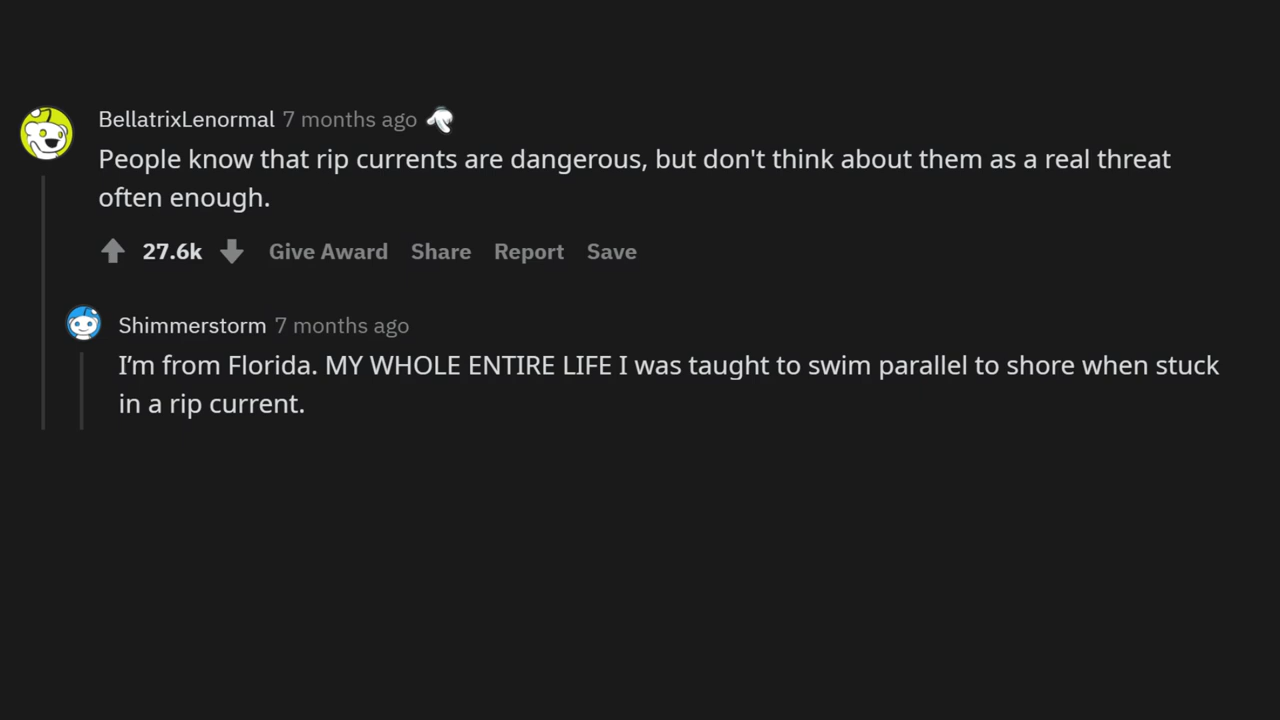 BellatrixLenormal 7 months ago
People know that rip currents are dangerous, but don't think about them as a real threat
often enough.
27.6k Give Award Share Report Save
Shimmerstorm 7 months ago
I’m from Florida. MY WHOLE ENTIRE LIFE I was taught to swim parallel to shore when stuck
in a rip current.